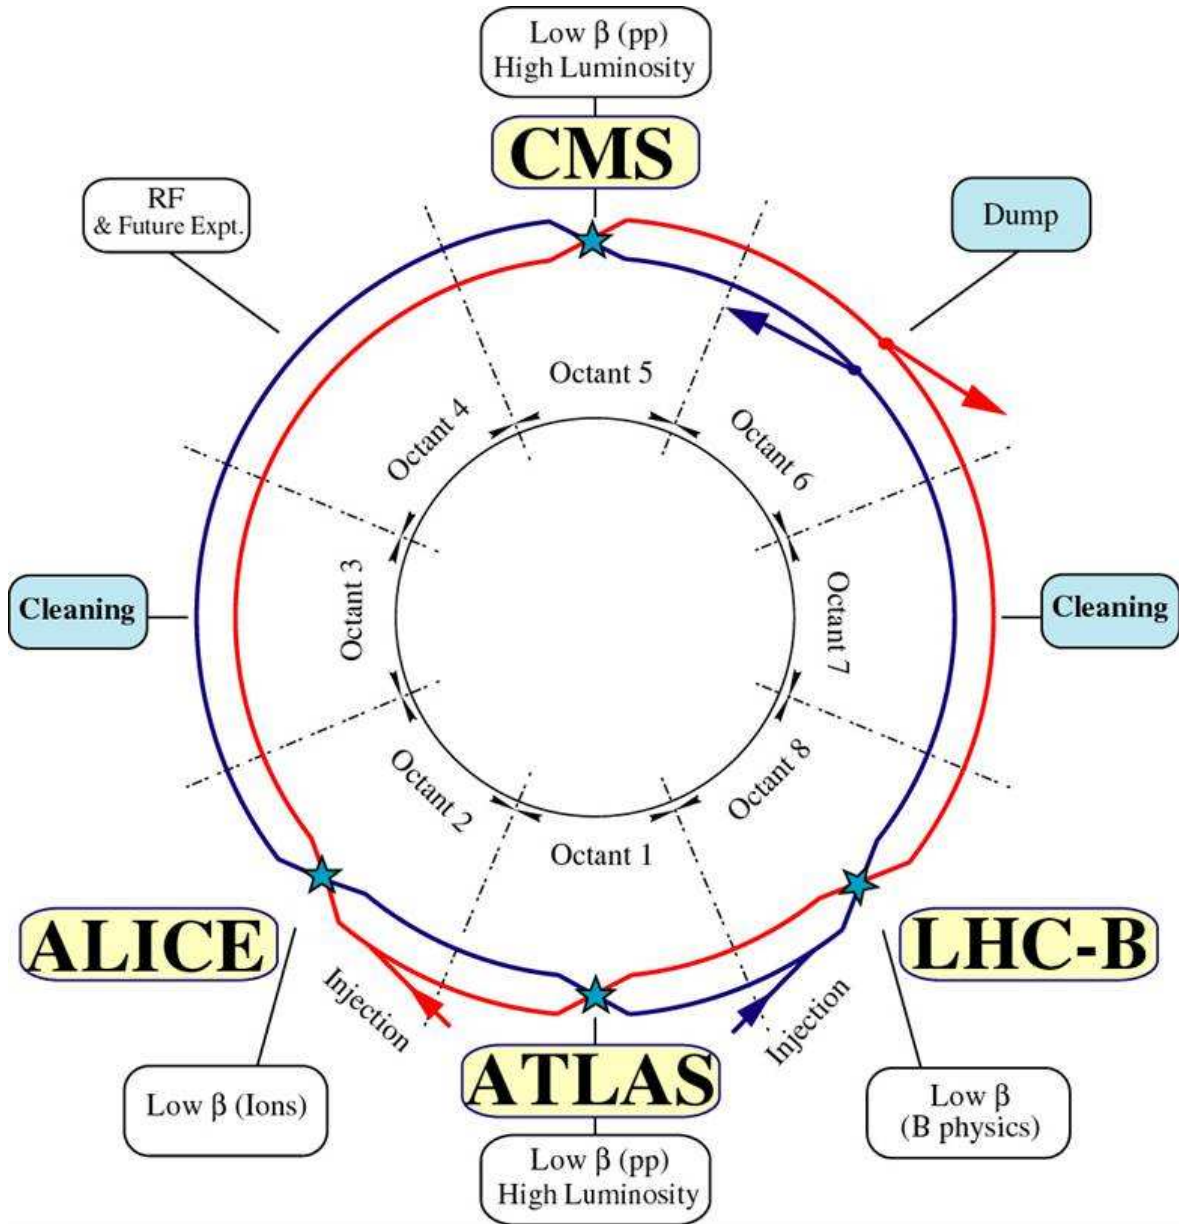 Low β (pp)
High Luminosity
CMS
RF
& Future Expt.
Dump
Octant 5
Octant 4
Octant 6
Cleaning
Octant 3
Octant 7
Cleaning
Octant 2
Octant 8
Octant 1
ALICE
LHC-B
Injection
Injection
ATLAS
Low β (Ions)
Low β
(B physics)
Low β (pp)
High Luminosity